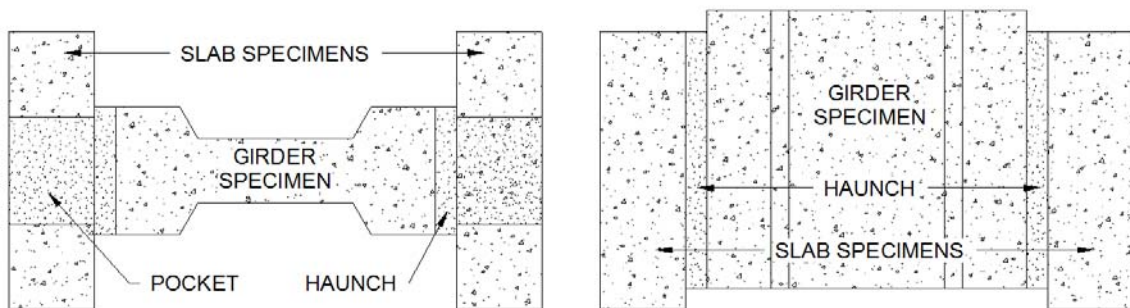 SLAB SPECIMENS
GIRDER
SPECIMEN
POCKET
HAUNCH
GIRDER
SPECIMEN
HAUNCH
SLAB SPECIMENS